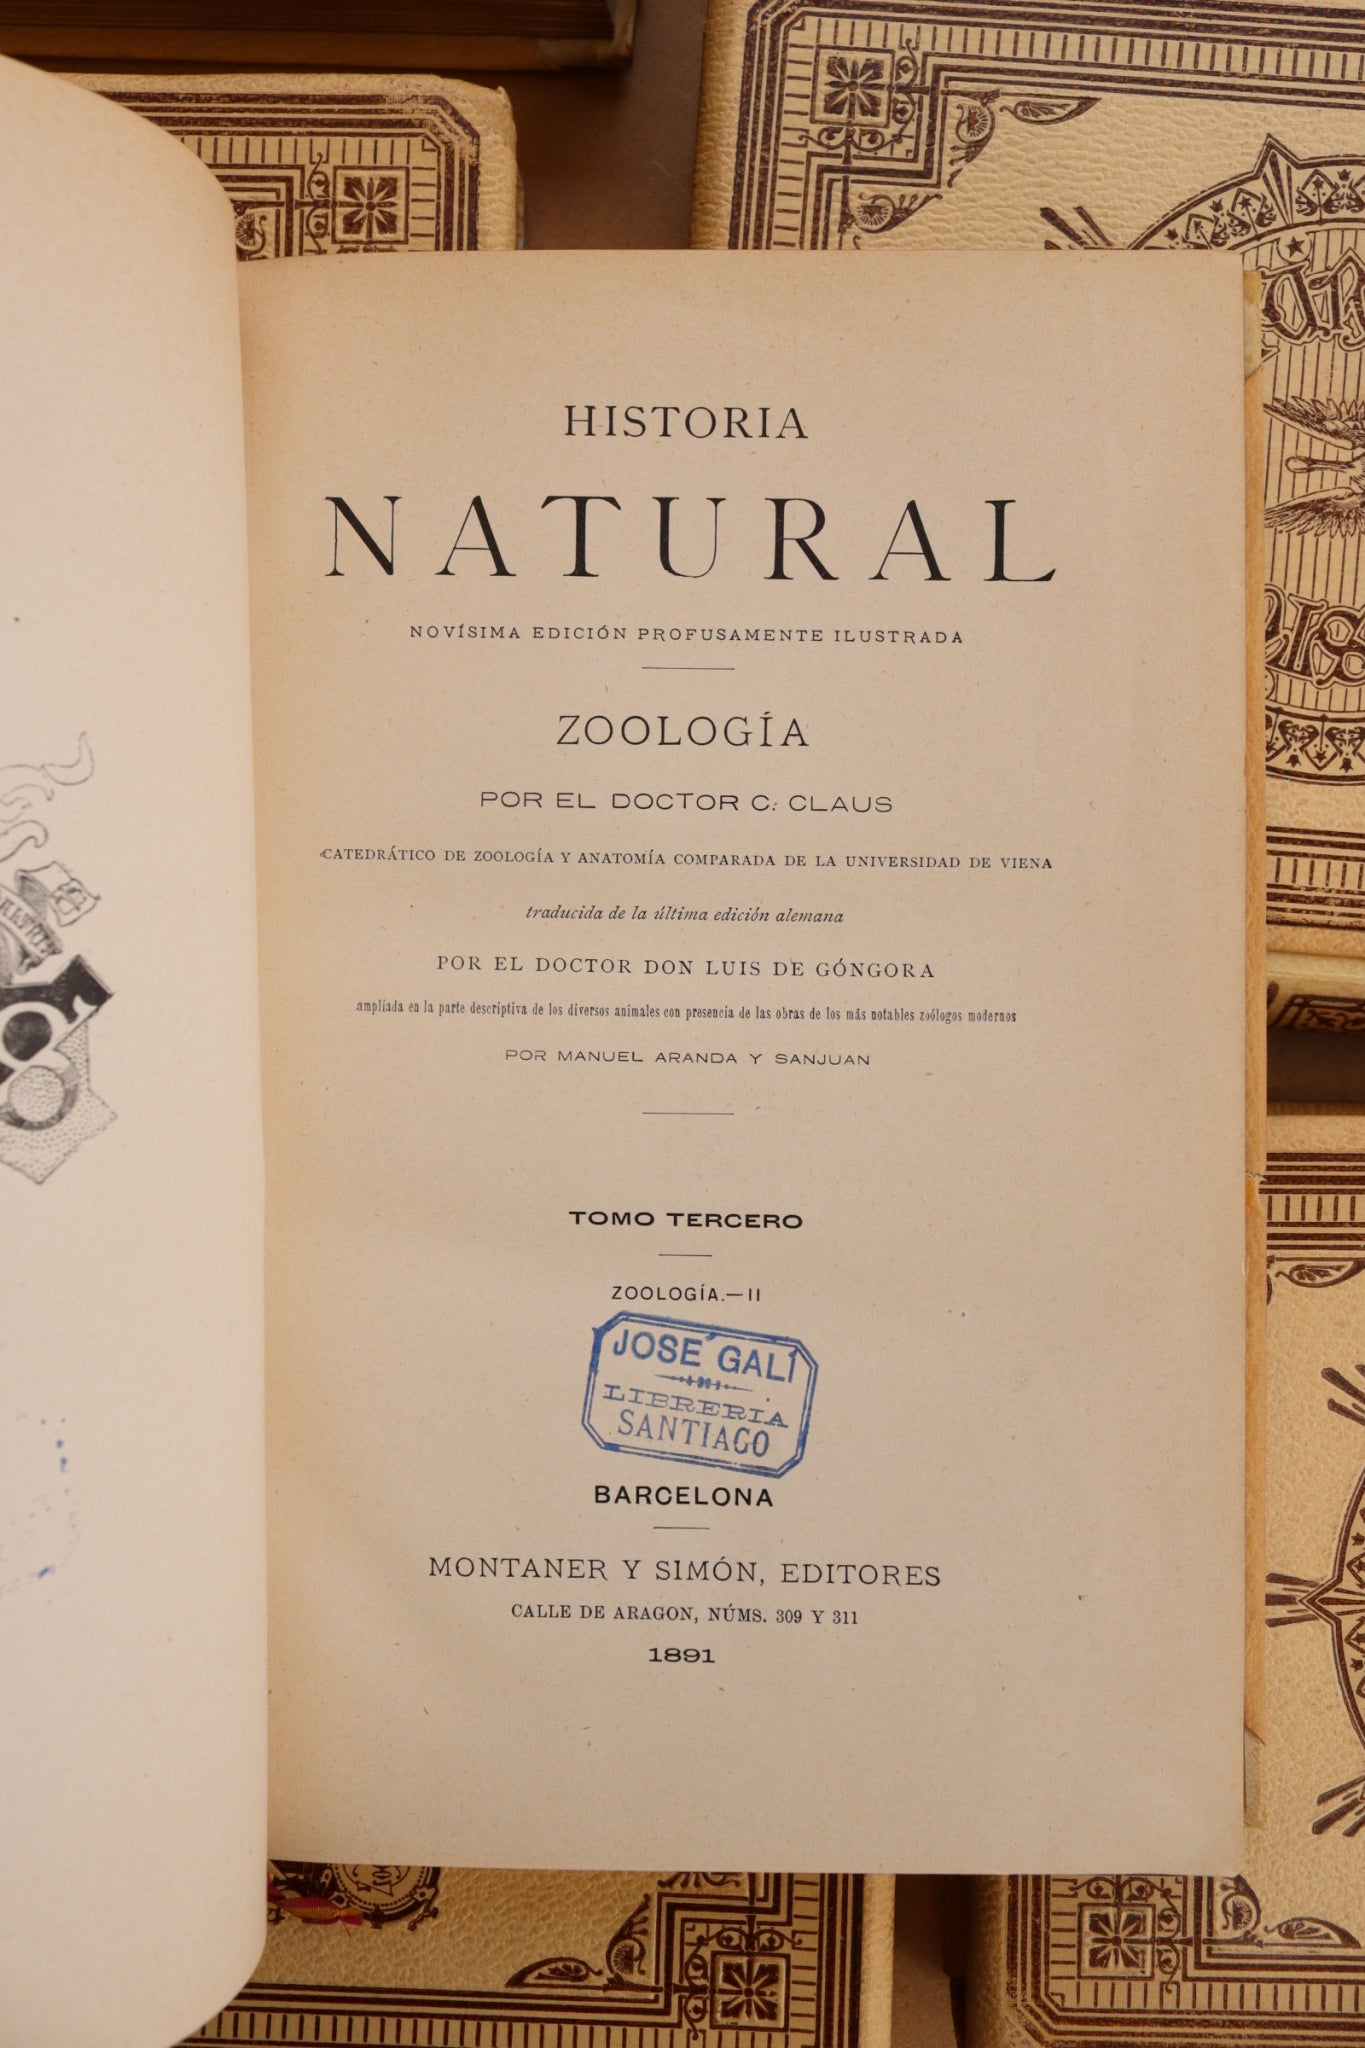 HISTORIA
NATURAL
NOVÍSIMA EDICIÓN PROFUSAMENTE ILUSTRADA
ZOOLOGÍA
POR EL DOCTOR C. CLAUS
CATEDRÁTICO DE ZOOLOGÍA Y ANATOMÍA COMPARADA DE LA UNIVERSIDAD DE VIENA
traducida de la última edición alemana
POR EL DOCTOR DON LUIS DE GÓNGORA
ampliada en la parte descriptiva de los diversos animales con presencia de las obras de los más notables zoólogos modernos
POR MANUEL ARANDA Y SANJUAN
TOMO TERCERO
ZOOLOGÍA.—II
JOSÉ GALÍ
LIBRERIA
SANTIAGO
BARCELONA
MONTANER Y SIMÓN, EDITORES
CALLE DE ARAGON, NÚMS. 309 Y 311
1891